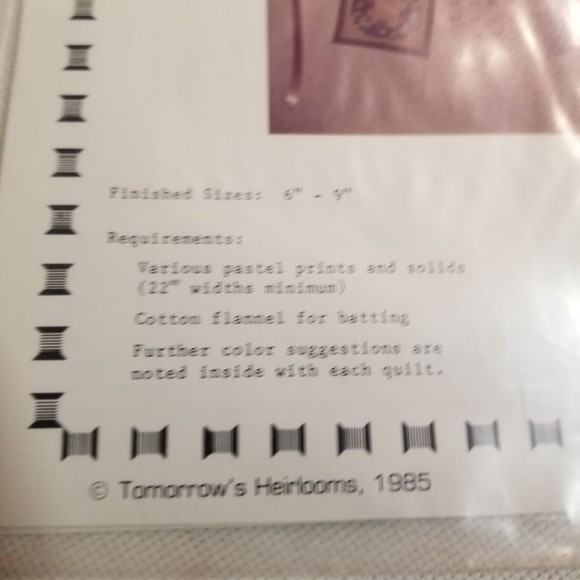 Finished Sizes: 6" - 9"
Requirements:
Various pastel prints and solids
(22" widths minimum)
Cotton flannel for batting
Further color suggestions are
noted inside with each quilt.
© Tomorrow's Heirlooms, 1985